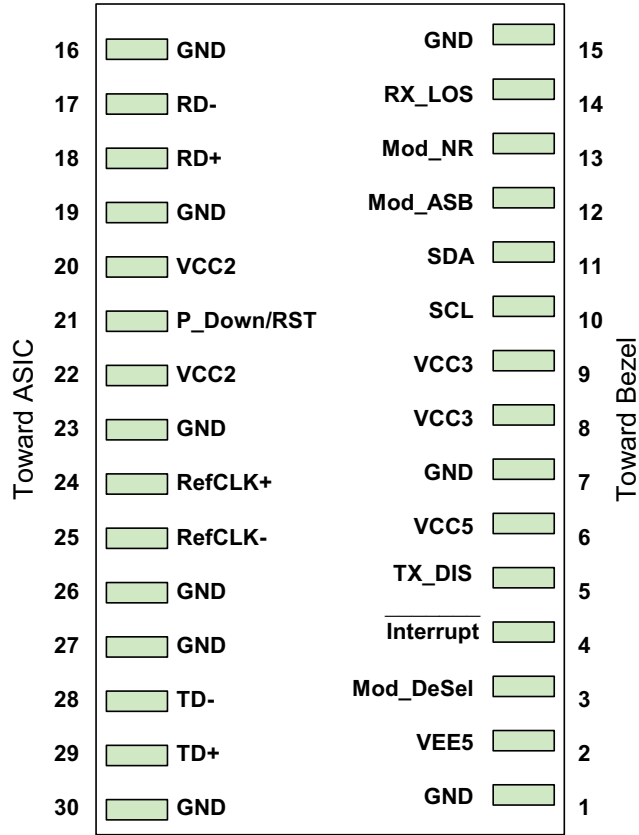 16 GND GND 15
17 RD- RX_LOS 14
18 RD+ Mod_NR 13
19 GND Mod_ASB 12
20 VCC2 SDA 11
21 P_Down/RST SCL 10
22 VCC2 VCC3 9
23 GND VCC3 8
24 RefCLK+ GND 7
25 RefCLK- VCC5 6
26 GND TX_DIS 5
27 GND Interrupt 4
28 TD- Mod_DeSel 3
29 TD+ VEE5 2
30 GND GND 1
Toward ASIC
Toward Bezel